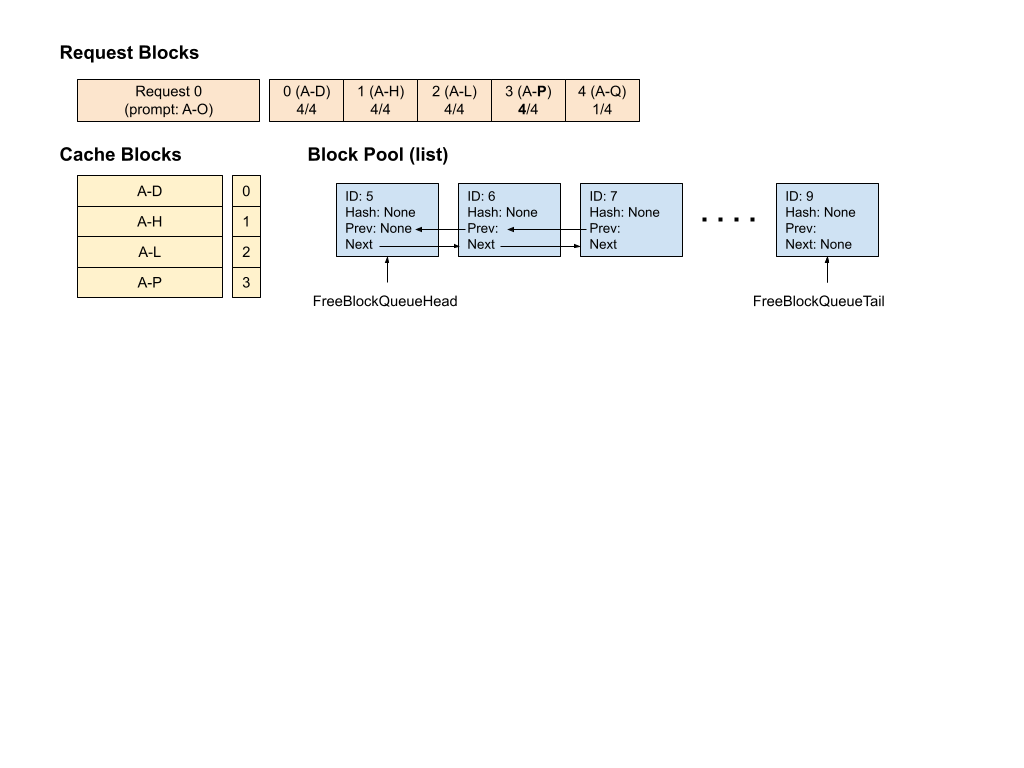 Request Blocks
Request 0
(prompt: A-O)
0 (A-D)
4/4
1 (A-H)
4/4
2 (A-L)
4/4
3 (A-P)
4/4
4 (A-Q)
1/4
Cache Blocks
A-D 0
A-H 1
A-L 2
A-P 3
Block Pool (list)
ID: 5
Hash: None
Prev: None
Next
ID: 6
Hash: None
Prev:
Next
ID: 7
Hash: None
Prev:
Next
. . . .
ID: 9
Hash: None
Prev:
Next: None
FreeBlockQueueHead
FreeBlockQueueTail